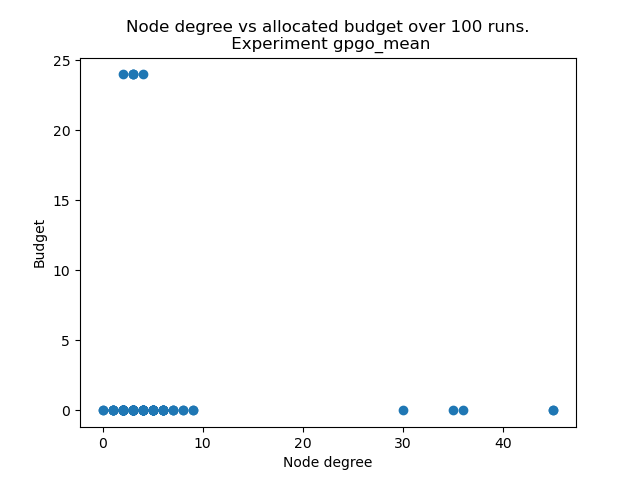 Node degree vs allocated budget over 100 runs.
Experiment gpgo_mean
25
20
15
10
5
0
Budget
0 10 20 30 40
Node degree